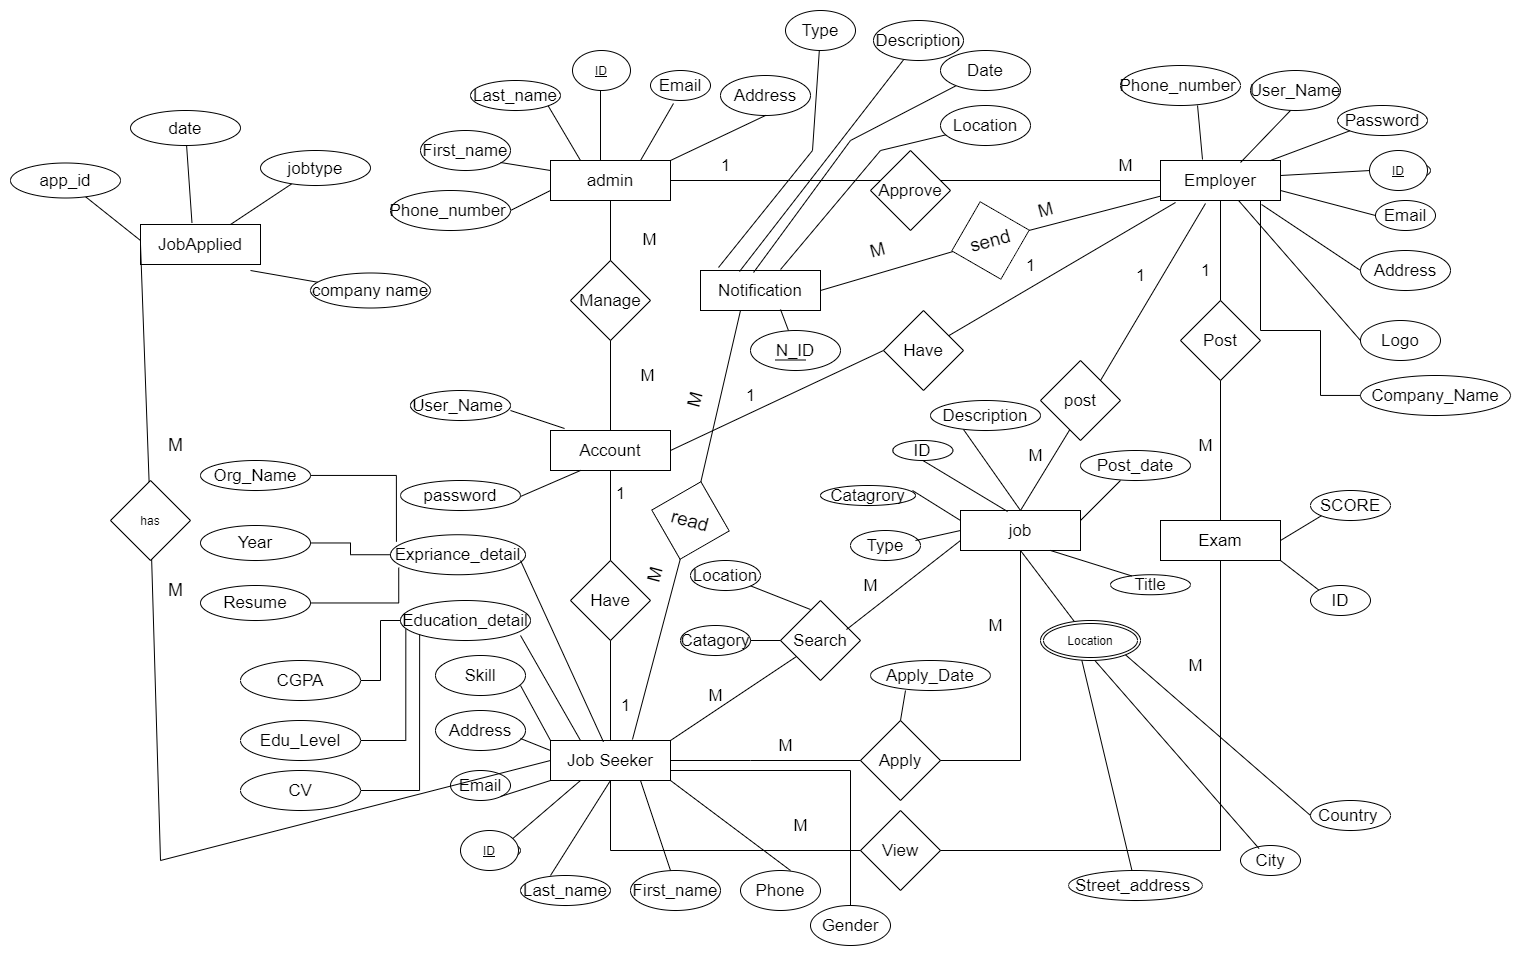 Type
Description
Date
Location
ID
Last_name
Email
Address
First_name
Phone_number
admin
1
Approve
M
Phone_number
User_Name
Password
ID
Employer
Email
Address
Logo
Company_Name
date
app_id
jobtype
JobApplied
company name
M
Manage
M
M
send
M
Notification
N_ID
1
Have
1
1
post
M
1
Post
M
User_Name
Account
password
M
read
M
1
Have
1
M
has
M
Org_Name
Year
Resume
Expriance_detail
Education_detail
CGPA
Edu_Level
CV
Skill
Address
Email
Job Seeker
ID
Last_name
First_name
Phone
Gender
Description
ID
Catagrory
Type
Post_date
job
Title
Location
Country
City
Street_address
SCORE
Exam
ID
Location
Catagory
Search
M
M
M
Apply_Date
M
Apply
M
M
View